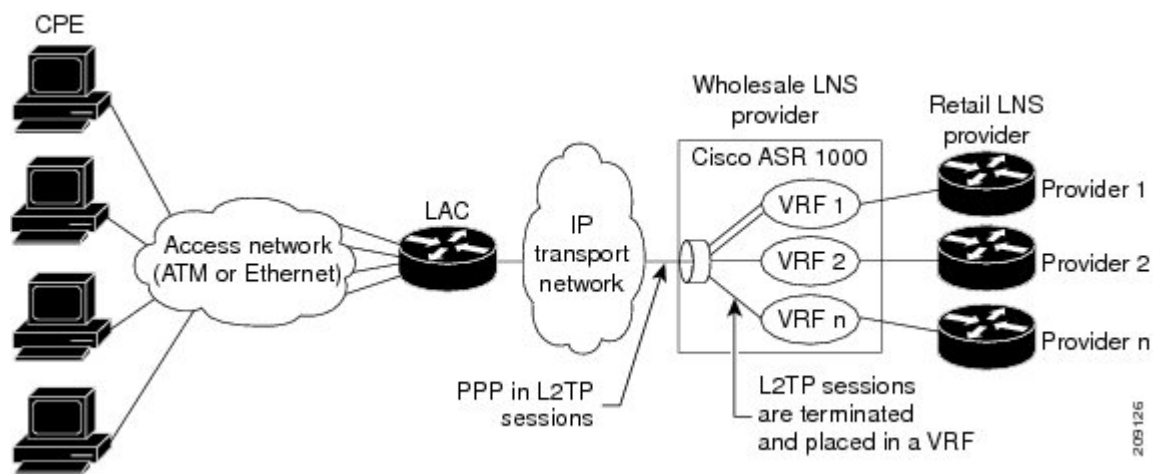 CPE
Access network
(ATM or Ethernet)
LAC
IP
transport
network
PPP in L2TP
sessions
Wholesale LNS
provider
Cisco ASR 1000
VRF 1
VRF 2
VRF n
L2TP sessions
are terminated
and placed in a VRF
Retail LNS
provider
Provider 1
Provider 2
Provider n
209126